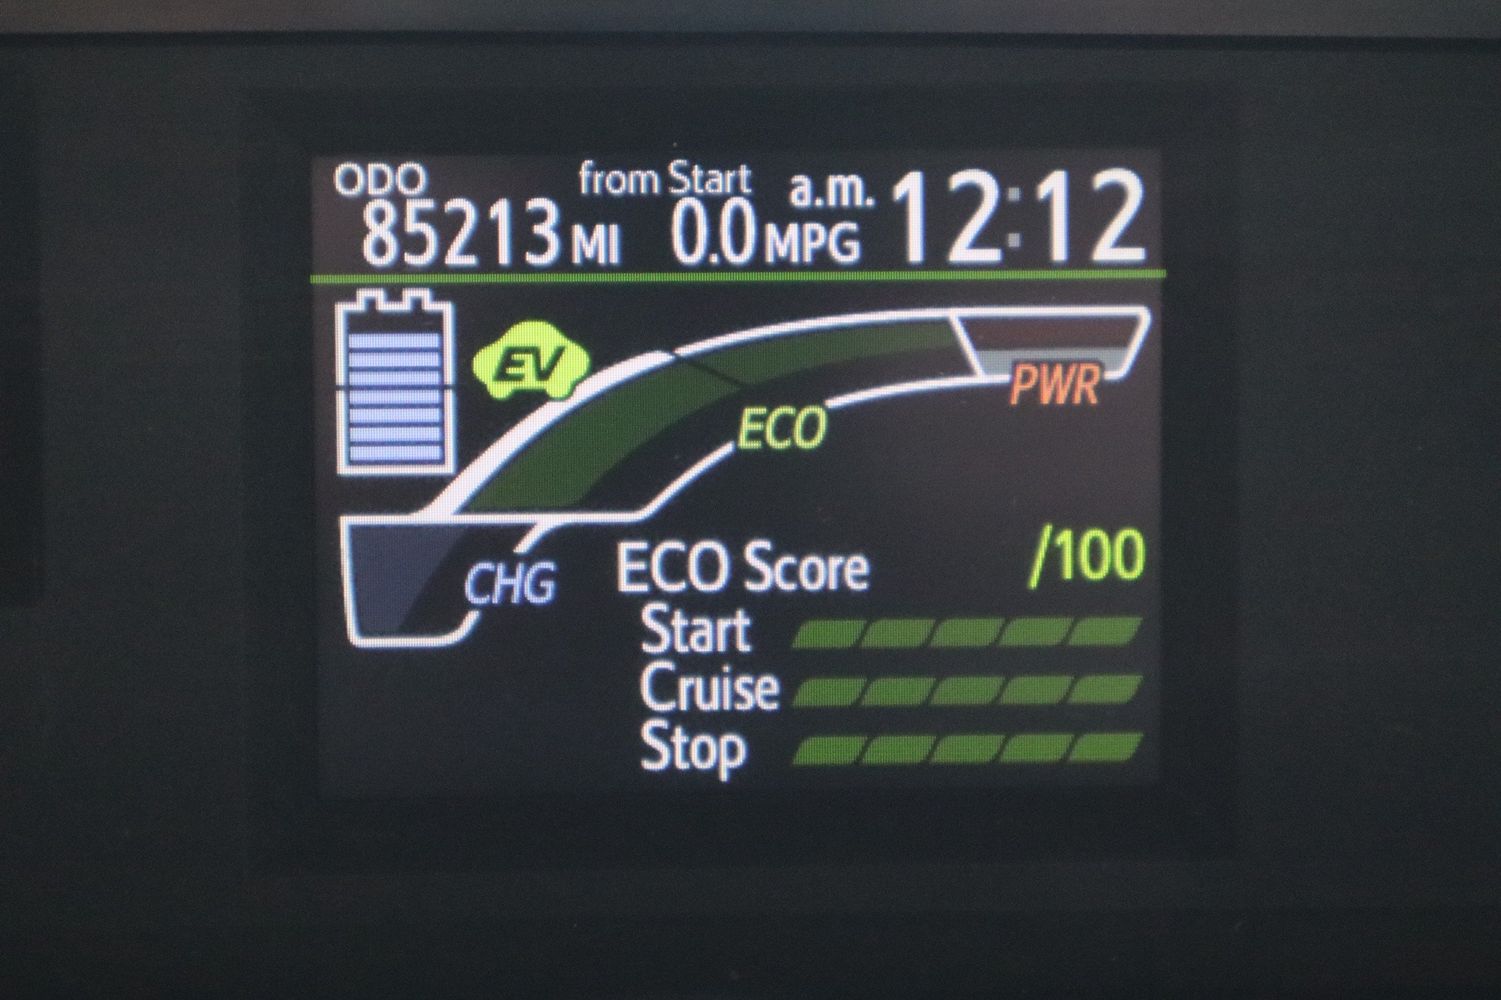 ODO from Start a.m. 12:12
85213 MI 0.0 MPG
EV
PWR
ECO
CHG
ECO Score /100
Start
Cruise
Stop